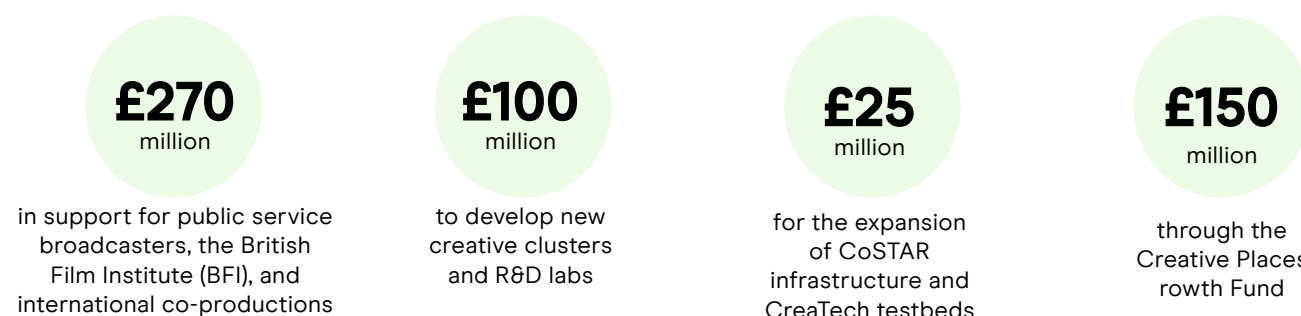 £270
million
in support for public service
broadcasters, the British
Film Institute (BFI), and
international co-productions
£100
million
to develop new
creative clusters
and R&D labs
£25
million
for the expansion
of CoSTAR
infrastructure and
CreaTech testbeds
£150
million
through the
Creative Places
rowth Fund